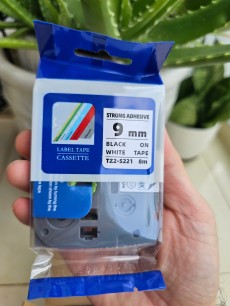 STRONG ADHESIVE
9 mm
BLACK ON
WHITE TAPE
TZ2-S221 8m
LABEL TAPE
CASSETTE